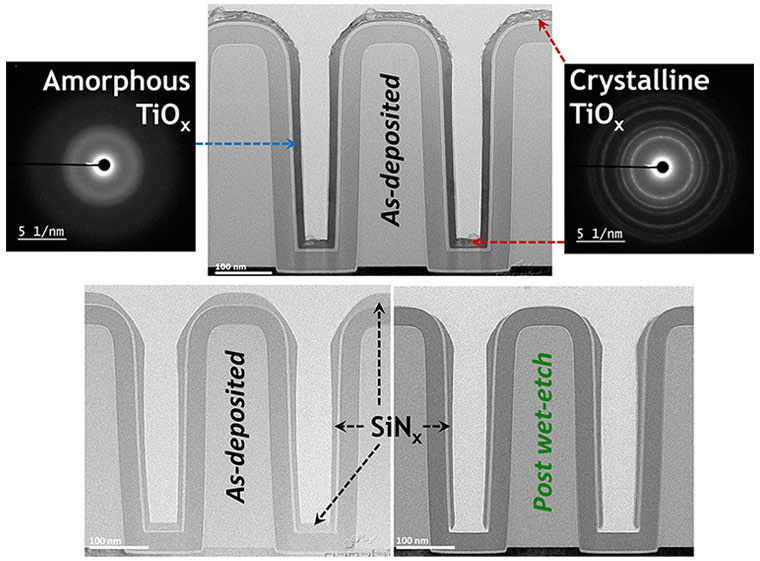 Amorphous
TiOx
5 1/nm
As-deposited
100 nm
Crystalline
TiOx
5 1/nm
As-deposited
100 nm
SiNx
Post wet-etch
100 nm